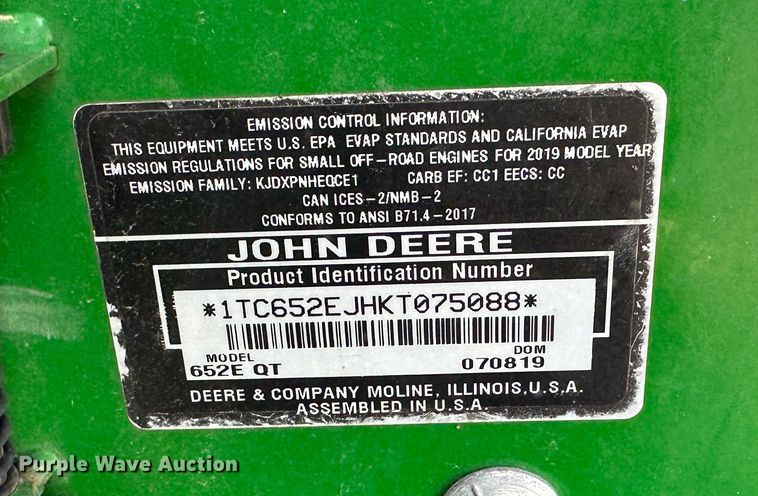 EMISSION CONTROL INFORMATION:
THIS EQUIPMENT MEETS U.S. EPA EVAP STANDARDS AND CALIFORNIA EVAP
EMISSION REGULATIONS FOR SMALL OFF-ROAD ENGINES FOR 2019 MODEL YEAR
EMISSION FAMILY: KJDXPNHEQCE1 CARB EF: CC1 EECS: CC
CAN ICES-2/NMB-2
CONFORMS TO ANSI B71.4-2017
JOHN DEERE
Product Identification Number
*1TC652EJHKT075088*
MODEL DOM
652E QT 070819
DEERE & COMPANY MOLINE, ILLINOIS, U.S.A.
ASSEMBLED IN U.S.A.
Purple Wave Auction